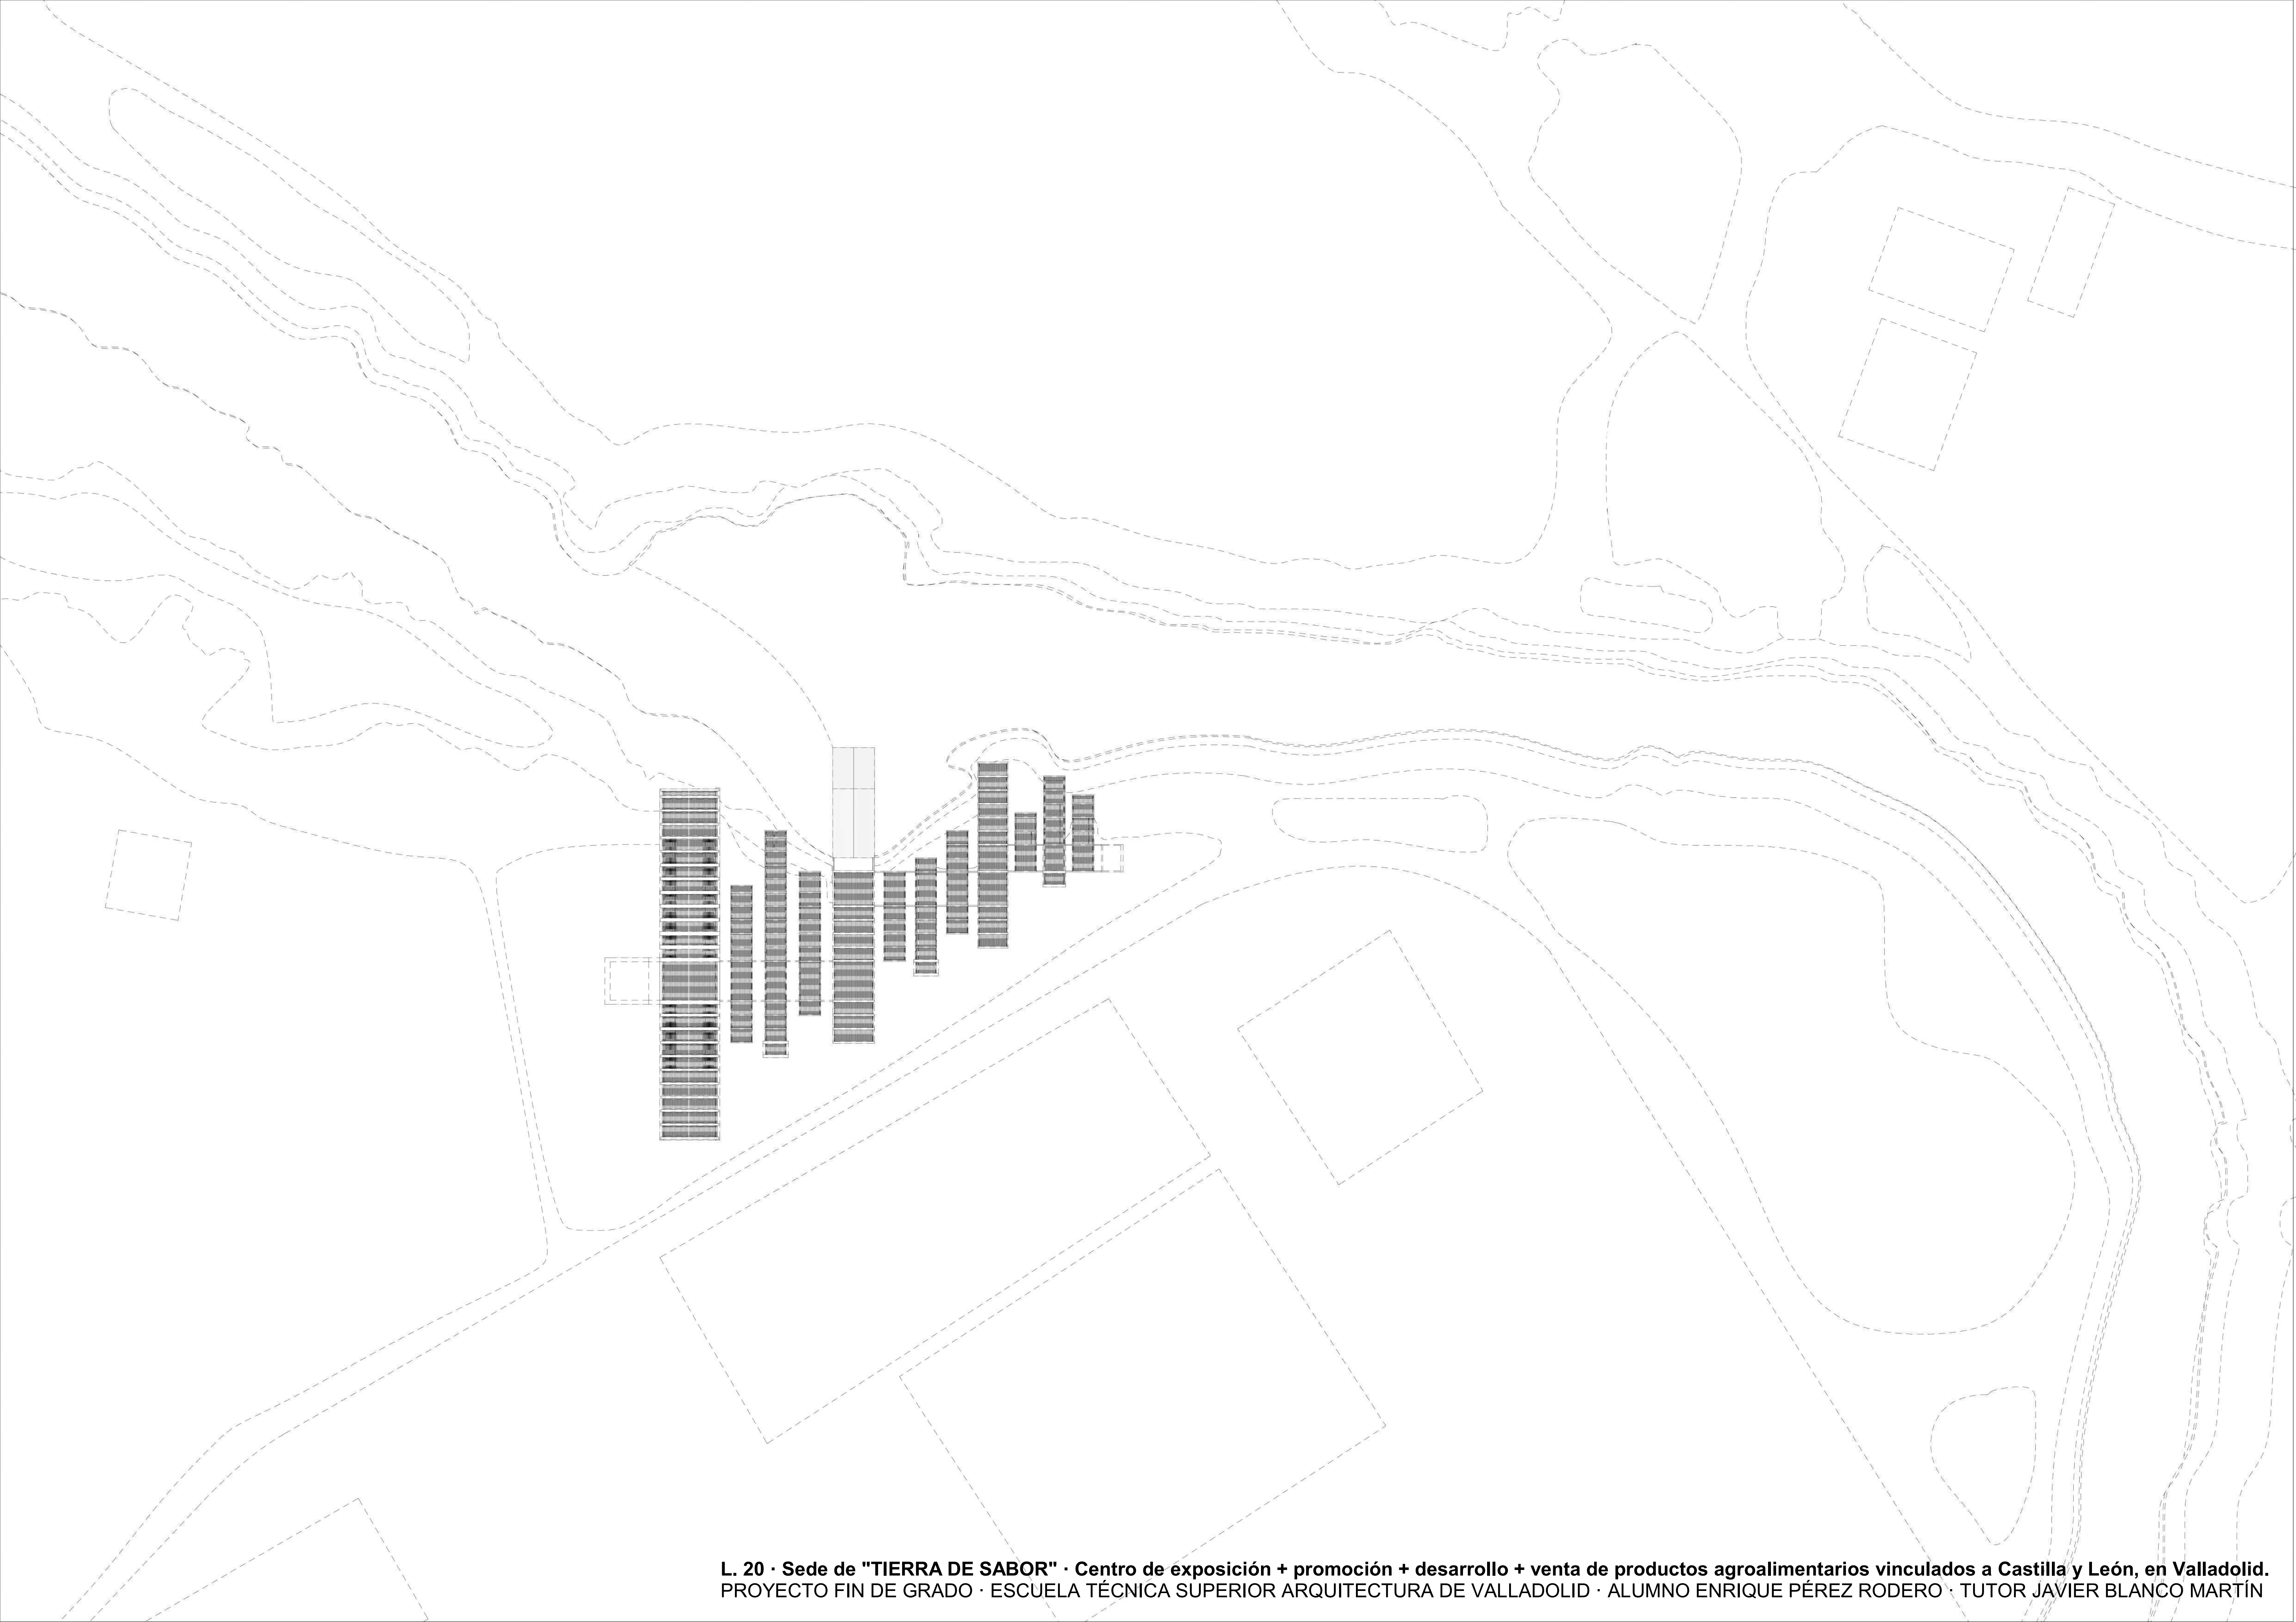 L. 20 · Sede de "TIERRA DE SABOR" · Centro de exposición + promoción + desarrollo + venta de productos agroalimentarios vinculados a Castilla y León, en Valladolid.
PROYECTO FIN DE GRADO · ESCUELA TÉCNICA SUPERIOR ARQUITECTURA DE VALLADOLID · ALUMNO ENRIQUE PÉREZ RODERO · TUTOR JAVIER BLANCO MARTÍN